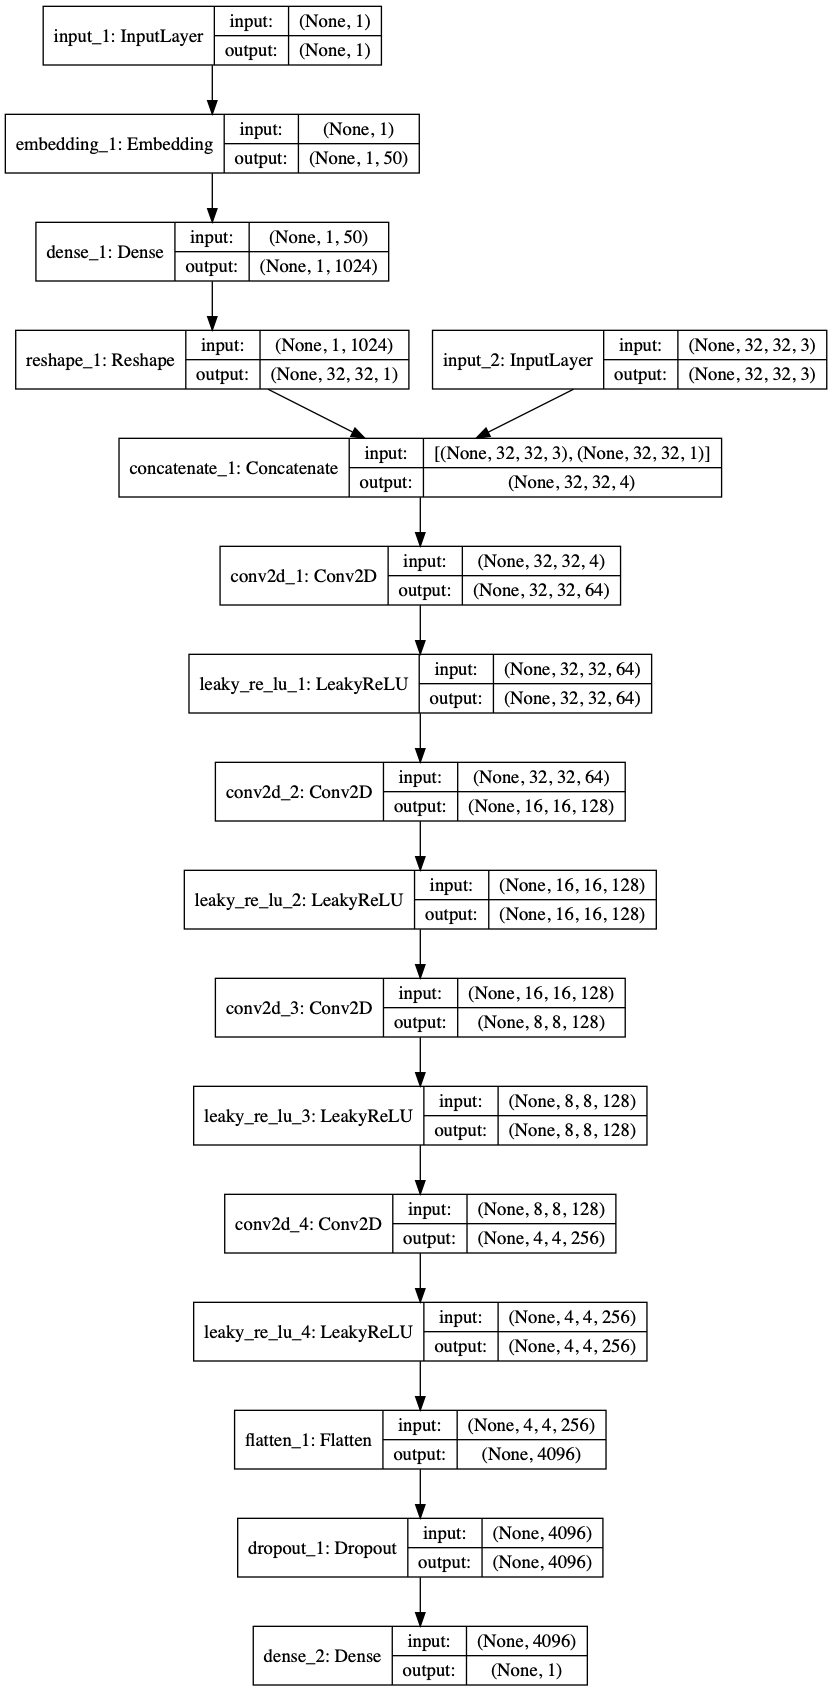 input_1: InputLayer
input:
(None, 1)
output:
(None, 1)
embedding_1: Embedding
input:
(None, 1)
output:
(None, 1, 50)
dense_1: Dense
input:
(None, 1, 50)
output:
(None, 1, 1024)
reshape_1: Reshape
input:
(None, 1, 1024)
output:
(None, 32, 32, 1)
input_2: InputLayer
input:
(None, 32, 32, 3)
output:
(None, 32, 32, 3)
concatenate_1: Concatenate
input:
[(None, 32, 32, 3), (None, 32, 32, 1)]
output:
(None, 32, 32, 4)
conv2d_1: Conv2D
input:
(None, 32, 32, 4)
output:
(None, 32, 32, 64)
leaky_re_lu_1: LeakyReLU
input:
(None, 32, 32, 64)
output:
(None, 32, 32, 64)
conv2d_2: Conv2D
input:
(None, 32, 32, 64)
output:
(None, 16, 16, 128)
leaky_re_lu_2: LeakyReLU
input:
(None, 16, 16, 128)
output:
(None, 16, 16, 128)
conv2d_3: Conv2D
input:
(None, 16, 16, 128)
output:
(None, 8, 8, 128)
leaky_re_lu_3: LeakyReLU
input:
(None, 8, 8, 128)
output:
(None, 8, 8, 128)
conv2d_4: Conv2D
input:
(None, 8, 8, 128)
output:
(None, 4, 4, 256)
leaky_re_lu_4: LeakyReLU
input:
(None, 4, 4, 256)
output:
(None, 4, 4, 256)
flatten_1: Flatten
input:
(None, 4, 4, 256)
output:
(None, 4096)
dropout_1: Dropout
input:
(None, 4096)
output:
(None, 4096)
dense_2: Dense
input:
(None, 4096)
output:
(None, 1)